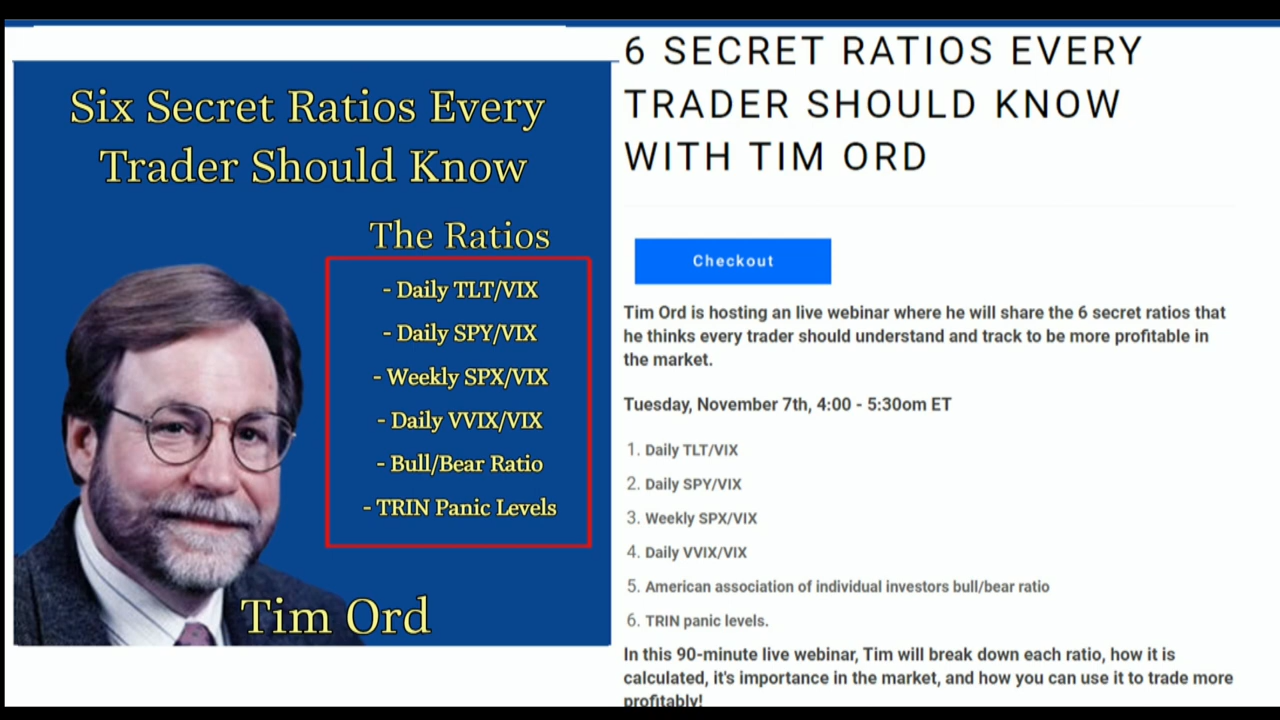 Six Secret Ratios Every
Trader Should Know
The Ratios
- Daily TLT/VIX
- Daily SPY/VIX
- Weekly SPX/VIX
- Daily VVIX/VIX
- Bull/Bear Ratio
- TRIN Panic Levels
Tim Ord
6 SECRET RATIOS EVERY
TRADER SHOULD KNOW
WITH TIM ORD
Checkout
Tim Ord is hosting an live webinar where he will share the 6 secret ratios that
he thinks every trader should understand and track to be more profitable in
the market.
Tuesday, November 7th, 4:00 - 5:30om ET
1. Daily TLT/VIX
2. Daily SPY/VIX
3. Weekly SPX/VIX
4. Daily VVIX/VIX
5. American association of individual investors bull/bear ratio
6. TRIN panic levels.
In this 90-minute live webinar, Tim will break down each ratio, how it is
calculated, it's importance in the market, and how you can use it to trade more
profitably!